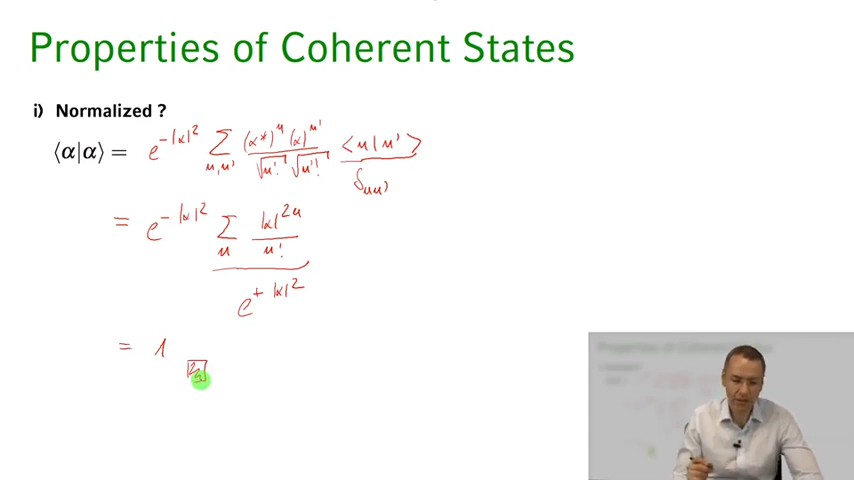 Properties of Coherent States
i) Normalized ?
⟨α|α⟩ = e^{-|α|^2} Σ_{n,n'} (α*)^n (α)^{n'} / √n! √n'! <n|n'>
δ_{nn'}
= e^{-|α|^2} Σ_n |α|^{2n} / n!
e^{+|α|^2}
= 1